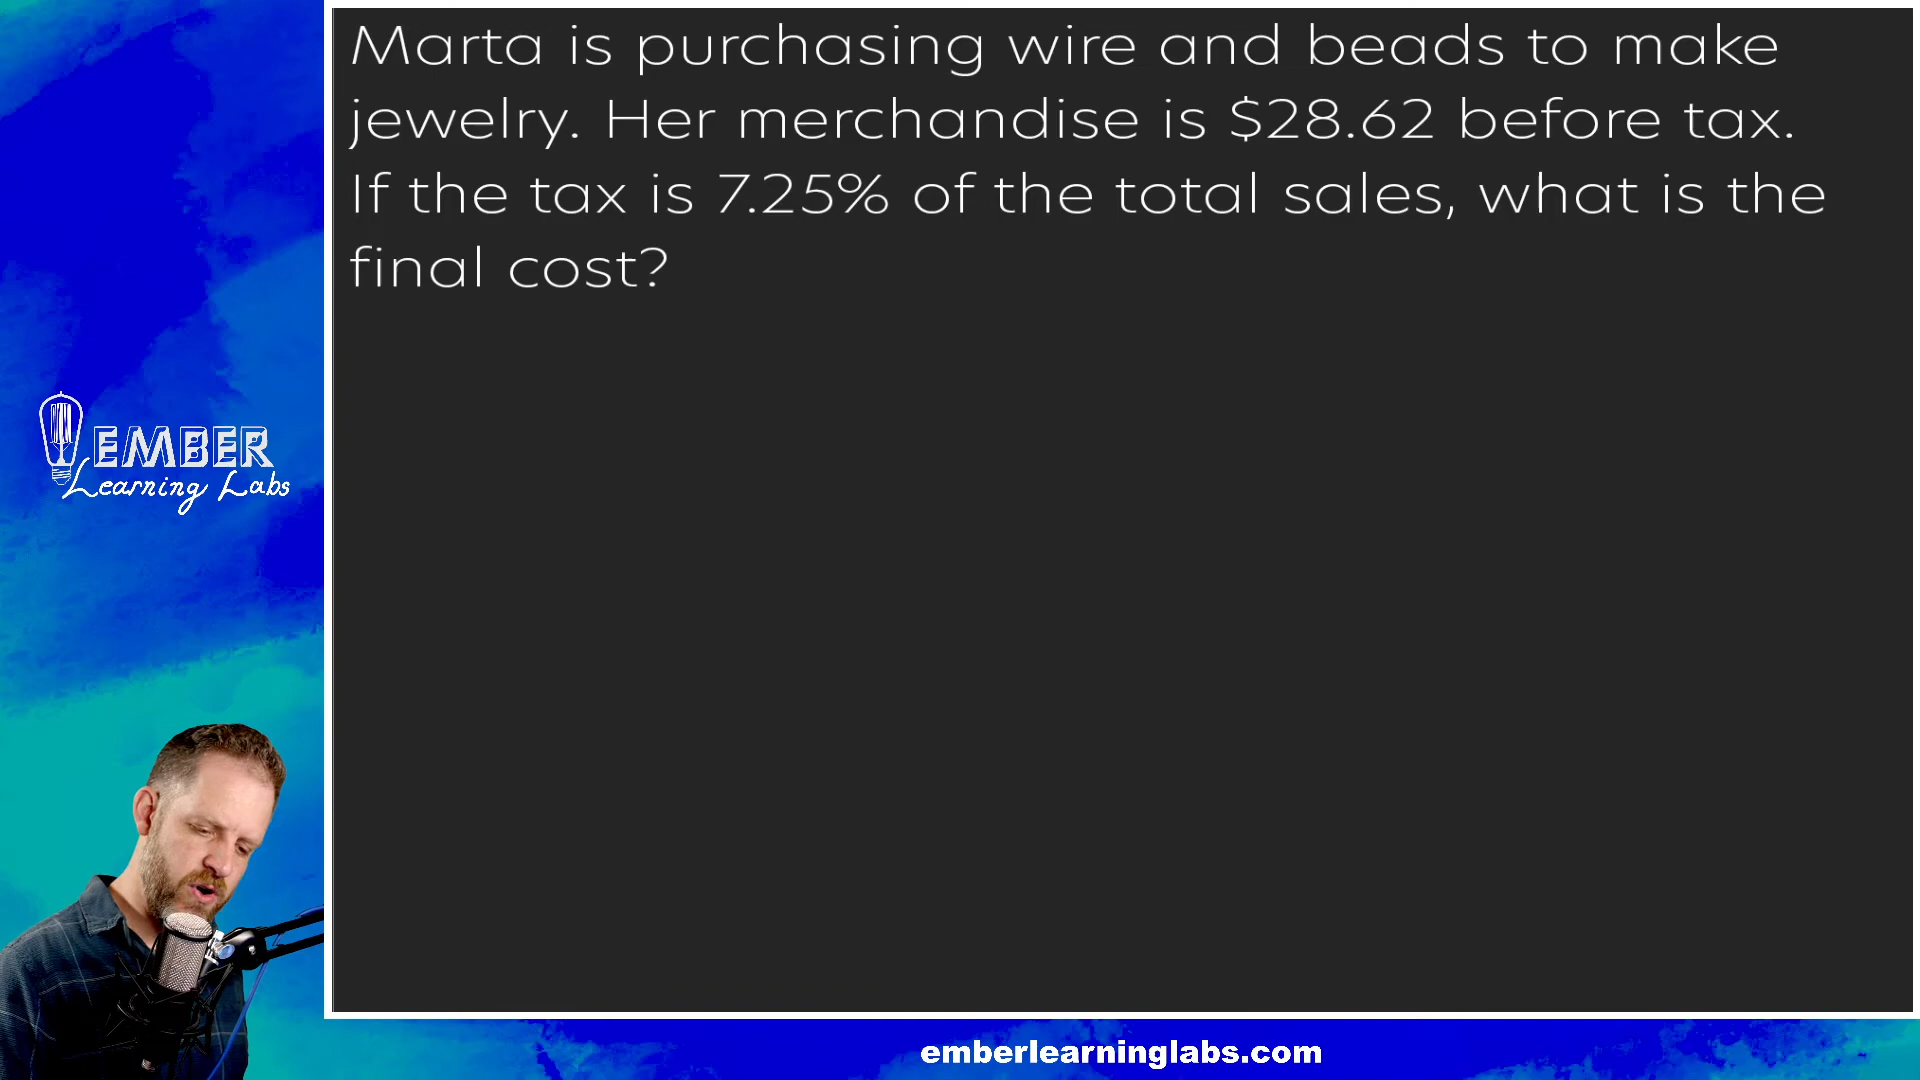 Marta is purchasing wire and beads to make
jewelry. Her merchandise is $28.62 before tax.
If the tax is 7.25% of the total sales, what is the
final cost?
EMBER
Learning Labs
emberlearninglabs.com